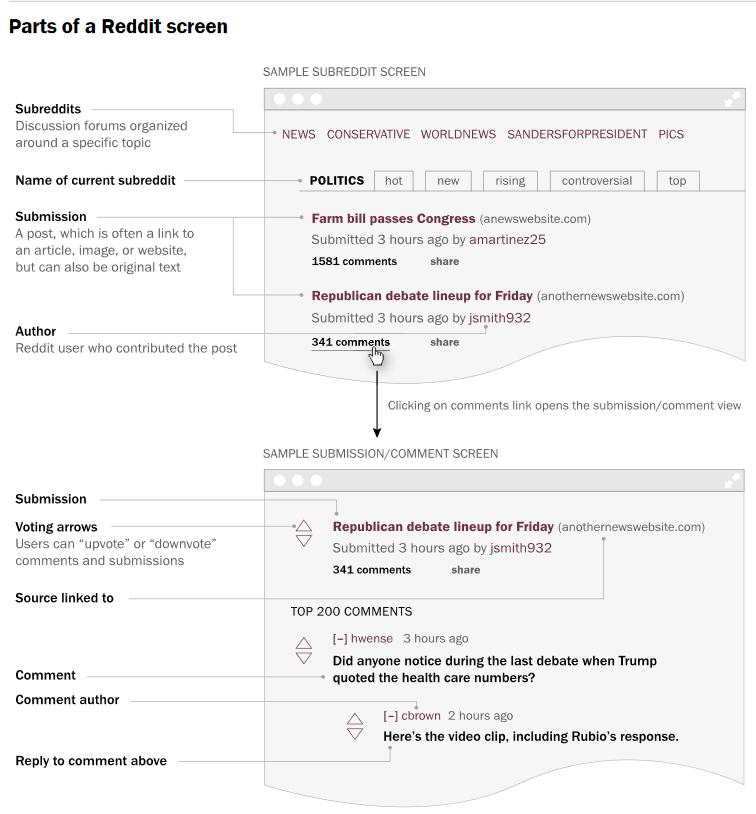 Parts of a Reddit screen
SAMPLE SUBREDDIT SCREEN
Subreddits
Discussion forums organized
around a specific topic
NEWS CONSERVATIVE WORLDNEWS SANDERSFORPRESIDENT PICS
Name of current subreddit
POLITICS hot new rising controversial top
Submission
A post, which is often a link to
an article, image, or website,
but can also be original text
Farm bill passes Congress (anewswebsite.com)
Submitted 3 hours ago by amartinez25
1581 comments share
Republican debate lineup for Friday (anothernewswebsite.com)
Submitted 3 hours ago by jsmith932
341 comments share
Author
Reddit user who contributed the post
Clicking on comments link opens the submission/comment view
SAMPLE SUBMISSION/COMMENT SCREEN
Submission
Voting arrows
Users can “upvote” or “downvote”
comments and submissions
Republican debate lineup for Friday (anothernewswebsite.com)
Submitted 3 hours ago by jsmith932
341 comments share
Source linked to
TOP 200 COMMENTS
[–] hwense 3 hours ago
Did anyone notice during the last debate when Trump
quoted the health care numbers?
Comment
Comment author
[–] cbrown 2 hours ago
Here’s the video clip, including Rubio’s response.
Reply to comment above